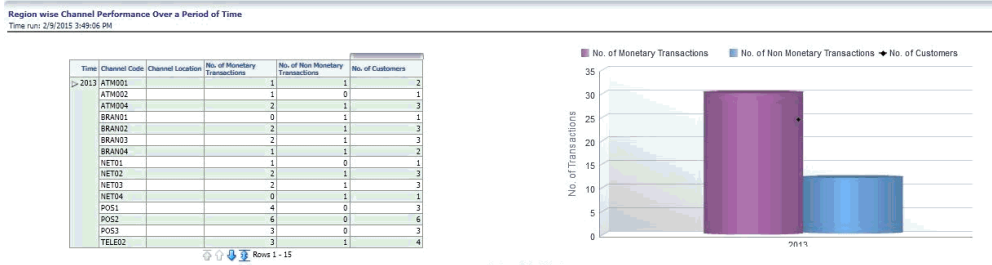 Region wise Channel Performance Over a Period of Time
Time run: 2/9/2015 3:49:06 PM
Time Channel Code Channel Location No. of Monetary Transactions No. of Non Monetary Transactions No. of Customers
2013 ATM001 1 1 2
ATM002 1 0 1
ATM004 2 1 3
BRAN01 0 1 1
BRAN02 2 1 3
BRAN03 2 1 3
BRAN04 1 1 2
NET01 1 0 1
NET02 2 1 3
NET03 2 1 3
NET04 0 1 1
POS1 4 0 3
POS2 6 0 6
POS3 3 0 3
TELE02 3 1 4
Rows 1 - 15
No. of Monetary Transactions No. of Non Monetary Transactions No. of Customers
No. of Transactions
35
30
25
20
15
10
5
0
2013